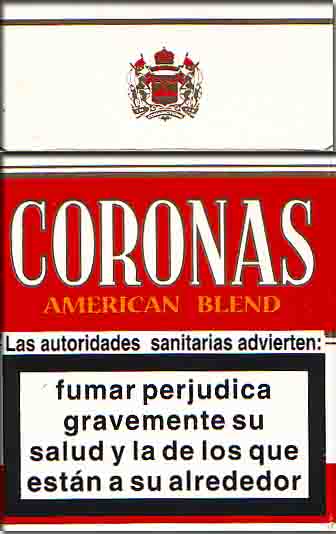 CORONAS
AMERICAN BLEND
Las autoridades sanitarias advierten:
fumar perjudica
gravemente su
salud y la de los que
están a su alrededor